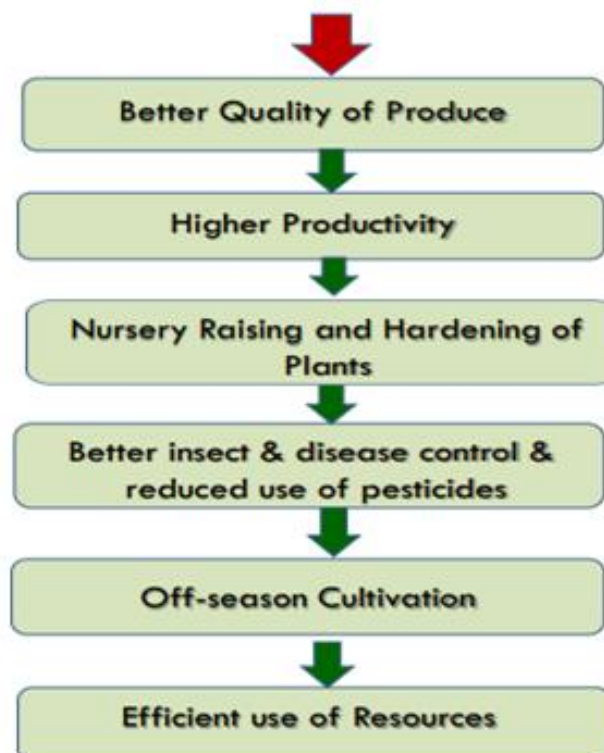 Better Quality of Produce
Higher Productivity
Nursery Raising and Hardening of
Plants
Better insect & disease control &
reduced use of pesticides
Off-season Cultivation
Efficient use of Resources